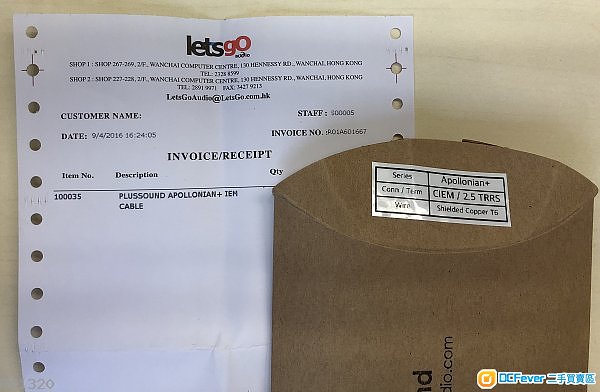 letsgo
audio
SHOP 1 : SHOP 267-269, 2/F., WANCHAI COMPUTER CENTRE, 130 HENNESSY RD., WANCHAI, HONG KONG
TEL: 2328 8599
SHOP 2 : SHOP 227-228, 2/F., WANCHAI COMPUTER CENTRE, 130 HENNESSY RD., WANCHAI, HONG KONG
TEL: 2891 9971 FAX: 3427 9213
LetsGoAudio@LetsGo.com.hk
CUSTOMER NAME:
STAFF : S00005
DATE: 9/4/2016 16:24:05
INVOICE NO.:R01A601667
INVOICE/RECEIPT
Item No. Description Qty
100035 PLUSSOUND APOLLONIAN+ IEM
CABLE
Series Apollonian+
Conn / Term CIEM / 2.5 TRRS
Wire Shielded Copper T6
nd
dio.com
320
DCFever 二手買賣區